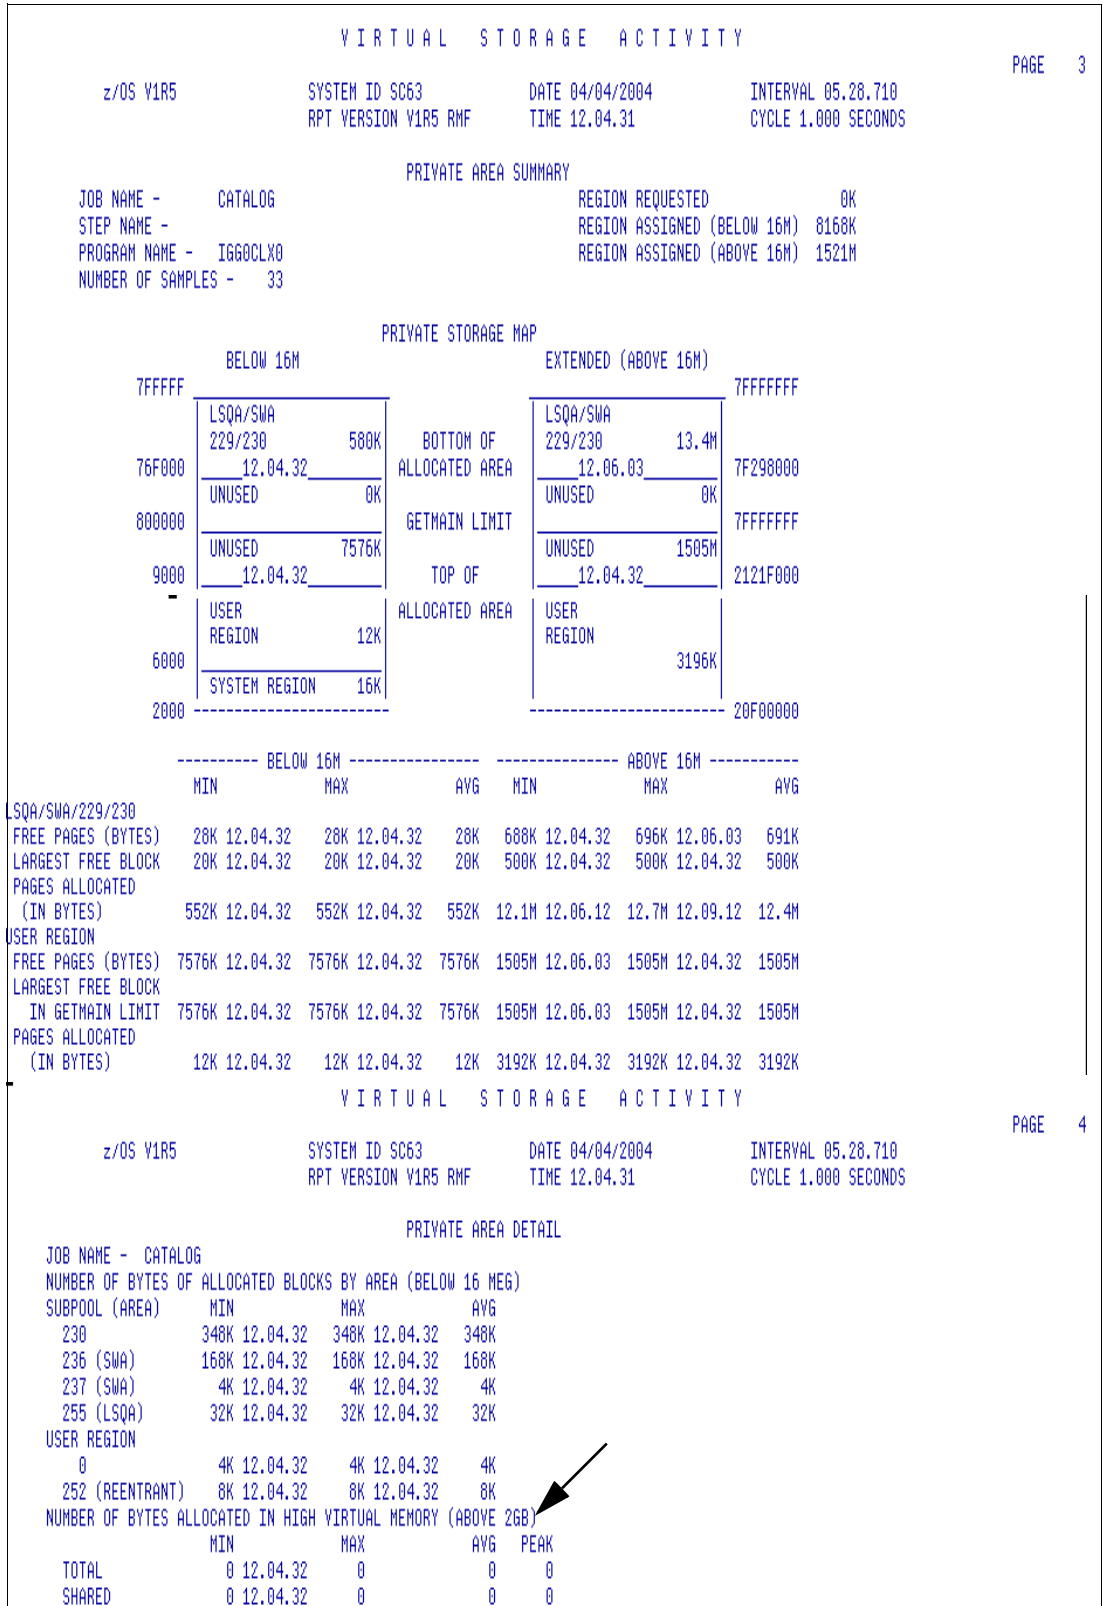 V I R T U A L   S T O R A G E   A C T I V I T Y
PAGE 3
z/OS V1R5 SYSTEM ID SC63 DATE 04/04/2004 INTERVAL 05.28.710
RPT VERSION V1R5 RMF TIME 12.04.31 CYCLE 1.000 SECONDS
PRIVATE AREA SUMMARY
JOB NAME - CATALOG REGION REQUESTED 0K
STEP NAME - REGION ASSIGNED (BELOW 16M) 8168K
PROGRAM NAME - IGG0CLX0 REGION ASSIGNED (ABOVE 16M) 1521M
NUMBER OF SAMPLES - 33
PRIVATE STORAGE MAP
BELOW 16M EXTENDED (ABOVE 16M)
7FFFFF 7FFFFFFF
LSQA/SWA LSQA/SWA
229/230 580K BOTTOM OF 229/230 13.4M
76F000 ____12.04.32_______ ALLOCATED AREA ____12.06.03_______ 7F298000
UNUSED 0K UNUSED 0K
800000 GETMAIN LIMIT 7FFFFFFF
UNUSED 7576K UNUSED 1505M
9000 ____12.04.32_______ TOP OF ____12.04.32_______ 2121F000
USER ALLOCATED AREA USER
REGION 12K REGION
6000 3196K
SYSTEM REGION 16K
2000 ------------------------ ------------------------ 20F00000
---------- BELOW 16M ---------------- --------------- ABOVE 16M -----------
MIN MAX AVG MIN MAX AVG
LSQA/SWA/229/230
FREE PAGES (BYTES) 28K 12.04.32 28K 12.04.32 28K 688K 12.04.32 696K 12.06.03 691K
LARGEST FREE BLOCK 20K 12.04.32 20K 12.04.32 20K 500K 12.04.32 500K 12.04.32 500K
PAGES ALLOCATED
(IN BYTES) 552K 12.04.32 552K 12.04.32 552K 12.1M 12.06.12 12.7M 12.09.12 12.4M
USER REGION
FREE PAGES (BYTES) 7576K 12.04.32 7576K 12.04.32 7576K 1505M 12.06.03 1505M 12.04.32 1505M
LARGEST FREE BLOCK
IN GETMAIN LIMIT 7576K 12.04.32 7576K 12.04.32 7576K 1505M 12.06.03 1505M 12.04.32 1505M
PAGES ALLOCATED
(IN BYTES) 12K 12.04.32 12K 12.04.32 12K 3192K 12.04.32 3192K 12.04.32 3192K
V I R T U A L   S T O R A G E   A C T I V I T Y
PAGE 4
z/OS V1R5 SYSTEM ID SC63 DATE 04/04/2004 INTERVAL 05.28.710
RPT VERSION V1R5 RMF TIME 12.04.31 CYCLE 1.000 SECONDS
PRIVATE AREA DETAIL
JOB NAME - CATALOG
NUMBER OF BYTES OF ALLOCATED BLOCKS BY AREA (BELOW 16 MEG)
SUBPOOL (AREA) MIN MAX AVG
230 348K 12.04.32 348K 12.04.32 348K
236 (SWA) 168K 12.04.32 168K 12.04.32 168K
237 (SWA) 4K 12.04.32 4K 12.04.32 4K
255 (LSQA) 32K 12.04.32 32K 12.04.32 32K
USER REGION
0 4K 12.04.32 4K 12.04.32 4K
252 (REENTRANT) 8K 12.04.32 8K 12.04.32 8K
NUMBER OF BYTES ALLOCATED IN HIGH VIRTUAL MEMORY (ABOVE 2GB)
MIN MAX AVG PEAK
TOTAL 0 12.04.32 0 0 0
SHARED 0 12.04.32 0 0 0